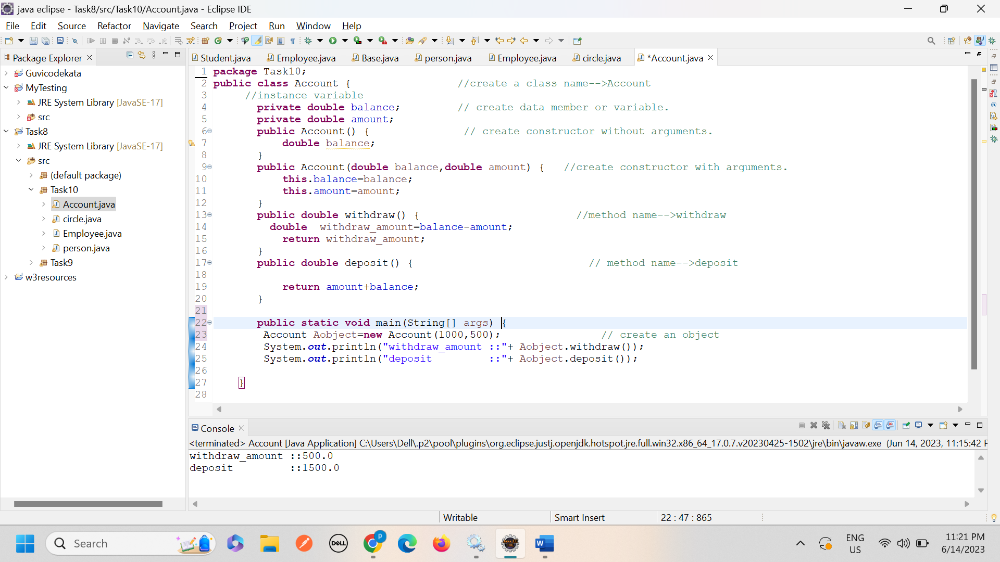 java eclipse - Task8/src/Task10/Account.java - Eclipse IDE
File Edit Source Refactor Navigate Search Project Run Window Help
Package Explorer
Guvicodekata
MyTesting
JRE System Library [JavaSE-17]
src
Task8
JRE System Library [JavaSE-17]
src
(default package)
Task10
Account.java
circle.java
Employee.java
person.java
Task9
w3resources
Student.java Employee.java Base.java person.java Employee.java circle.java *Account.java
1 package Task10;
2 public class Account { //create a class name-->Account
3 //instance variable
4 private double balance; // create data member or variable.
5 private double amount;
6 public Account() { // create constructor without arguments.
7 double balance;
8 }
9 public Account(double balance,double amount) { //create constructor with arguments.
10 this.balance=balance;
11 this.amount=amount;
12 }
13 public double withdraw() { //method name-->withdraw
14 double withdraw_amount=balance-amount;
15 return withdraw_amount;
16 }
17 public double deposit() { // method name-->deposit
18
19 return amount+balance;
20 }
21
22 public static void main(String[] args) {
23 Account Aobject=new Account(1000,500); // create an object
24 System.out.println("withdraw_amount ::"+ Aobject.withdraw());
25 System.out.println("deposit ::"+ Aobject.deposit());
26
27 }
28
Console
<terminated> Account [Java Application] C:\Users\Dell\.p2\pool\plugins\org.eclipse.justj.openjdk.hotspot.jre.full.win32.x86_64_17.0.7.v20230425-1502\jre\bin\javaw.exe (Jun 14, 2023, 11:15:42 P
withdraw_amount ::500.0
deposit ::1500.0
Writable Smart Insert 22 : 47 : 865
Search
DELL
P
W
ENG
US
11:21 PM
6/14/2023